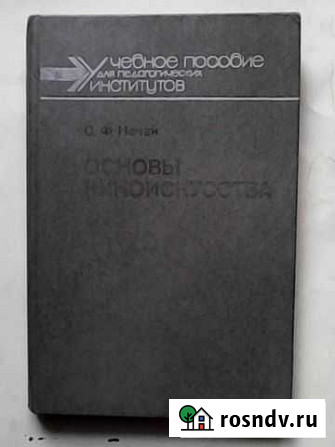 Учебное пособие
для педагогических
институтов
О. Ф. Нечай
ОСНОВЫ
КИНОИСКУССТВА
rosndv.ru